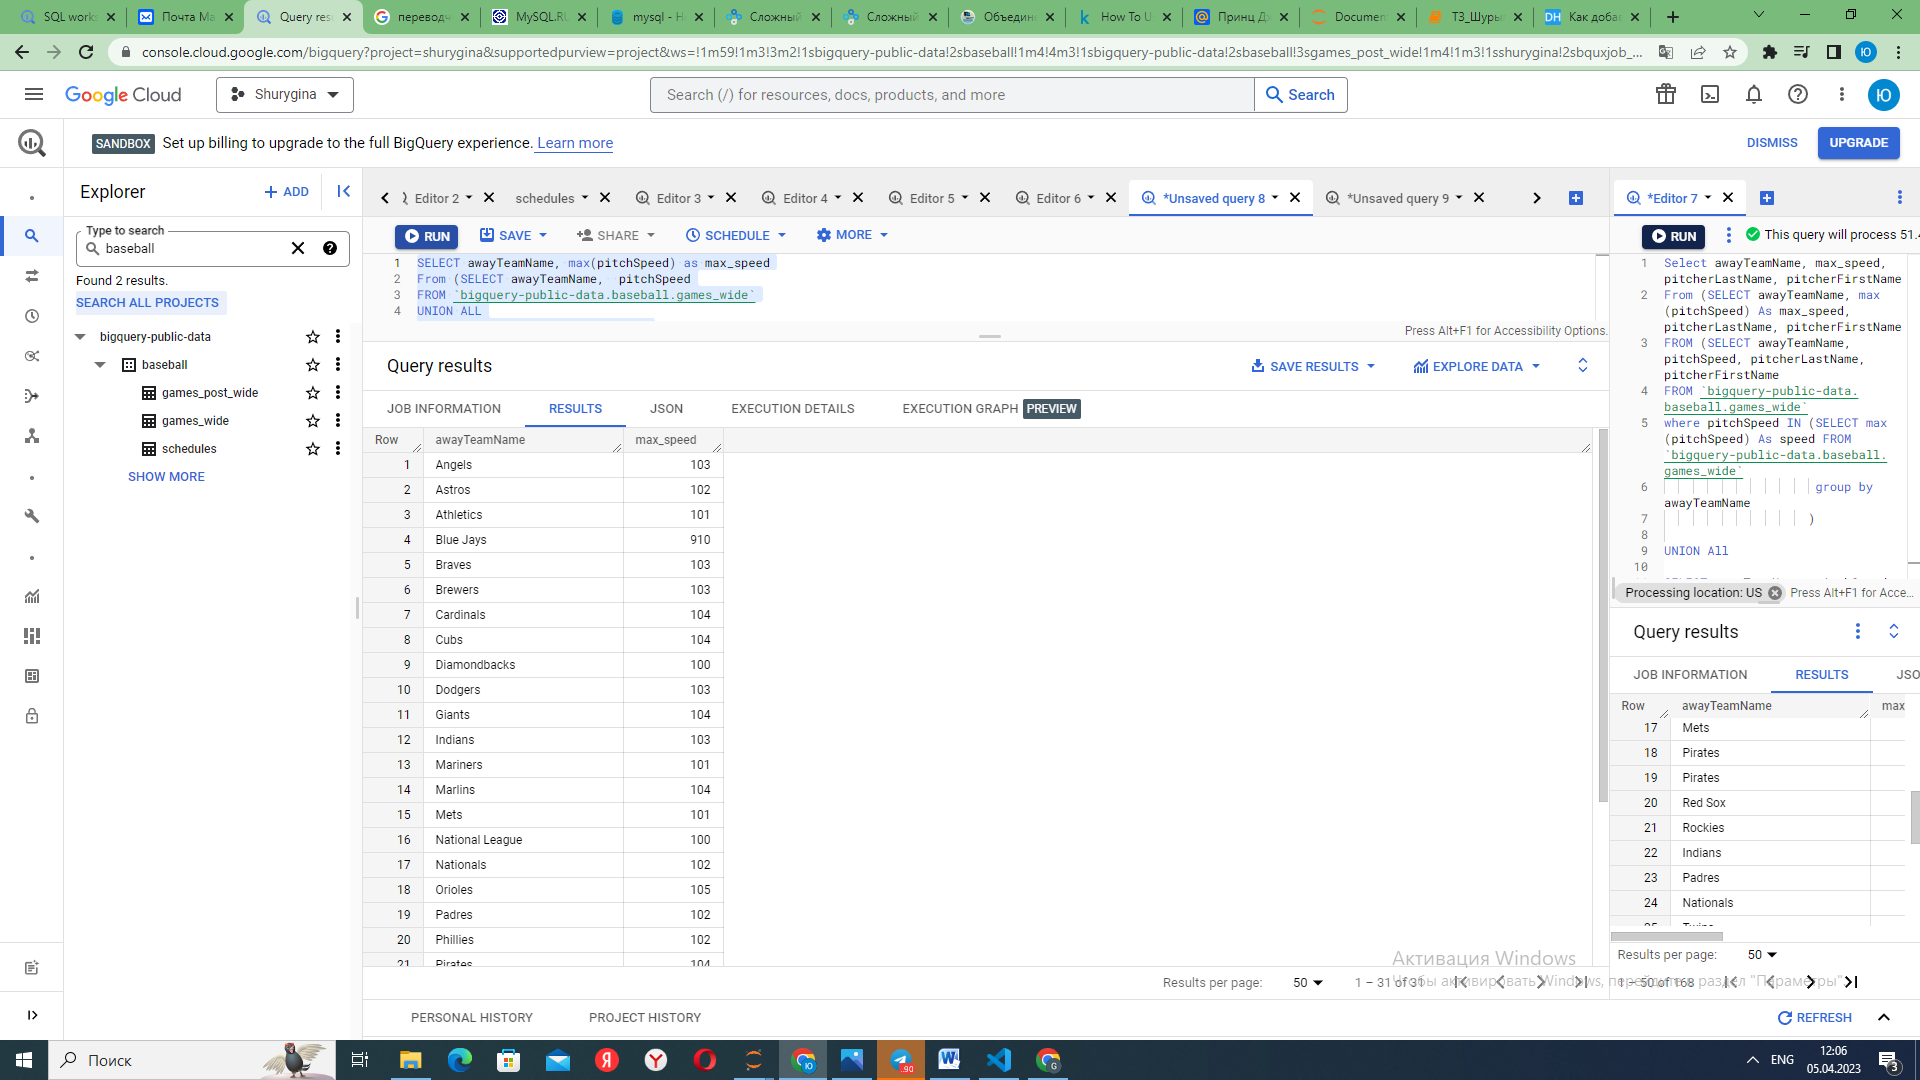 SQL works
Почта Ma
Query res
переводч
MySQL.RU
mysql - H
Сложный
Сложный
Объедине
How To U
Принц Дж
Documen
ТЗ_Шуры
Как доба
console.cloud.google.com/bigquery?project=shurygina&supportedpurview=project&ws=!1m59!1m3!3m2!1sbigquery-public-data!2sbaseball!1m4!4m3!1sbigquery-public-data!2sbaseball!3sgames_post_wide!1m4!1m3!1sshurygina!2sbquxjob_...
Ю
Google Cloud
Shurygina
Search (/) for resources, docs, products, and more
Search
Ю
SANDBOX Set up billing to upgrade to the full BigQuery experience. Learn more
DISMISS
UPGRADE
Explorer
+ ADD
Type to search
baseball
Found 2 results.
SEARCH ALL PROJECTS
bigquery-public-data
baseball
games_post_wide
games_wide
schedules
SHOW MORE
Editor 2
schedules
Editor 3
Editor 4
Editor 5
Editor 6
*Unsaved query 8
*Unsaved query 9
RUN
SAVE
SHARE
SCHEDULE
MORE
1 SELECT awayTeamName, max(pitchSpeed) as max_speed
2 From (SELECT awayTeamName, pitchSpeed
3 FROM `bigquery-public-data.baseball.games_wide`
4 UNION ALL
Press Alt+F1 for Accessibility Options.
Query results
SAVE RESULTS
EXPLORE DATA
JOB INFORMATION
RESULTS
JSON
EXECUTION DETAILS
EXECUTION GRAPH PREVIEW
Row awayTeamName max_speed
1 Angels 103
2 Astros 102
3 Athletics 101
4 Blue Jays 910
5 Braves 103
6 Brewers 103
7 Cardinals 104
8 Cubs 104
9 Diamondbacks 100
10 Dodgers 103
11 Giants 104
12 Indians 103
13 Mariners 101
14 Marlins 104
15 Mets 101
16 National League 100
17 Nationals 102
18 Orioles 105
19 Padres 102
20 Phillies 102
21 Pirates 104
Results per page: 50 1 – 31 of 31
PERSONAL HISTORY
PROJECT HISTORY
REFRESH
*Editor 7
RUN
This query will process 51.4
1 Select awayTeamName, max_speed,
pitcherLastName, pitcherFirstName
2 From (SELECT awayTeamName, max
(pitchSpeed) As max_speed,
pitcherLastName, pitcherFirstName
3 FROM (SELECT awayTeamName,
pitchSpeed, pitcherLastName,
pitcherFirstName
4 FROM `bigquery-public-data.
baseball.games_wide`
5 where pitchSpeed IN (SELECT max
(pitchSpeed) As speed FROM
`bigquery-public-data.baseball.
games_wide`
6 group by
awayTeamName
7 )
8
9 UNION All
10
Processing location: US
Press Alt+F1 for Acce...
Query results
JOB INFORMATION
RESULTS
JSO
Row awayTeamName max
17 Mets
18 Pirates
19 Pirates
20 Red Sox
21 Rockies
22 Indians
23 Padres
24 Nationals
25 Twins
Results per page: 50
1 – 50 of 168
Активация Windows
Чтобы активировать Windows, перейдите в раздел "Параметры".
Поиск
.90
ENG
12:06
05.04.2023
3